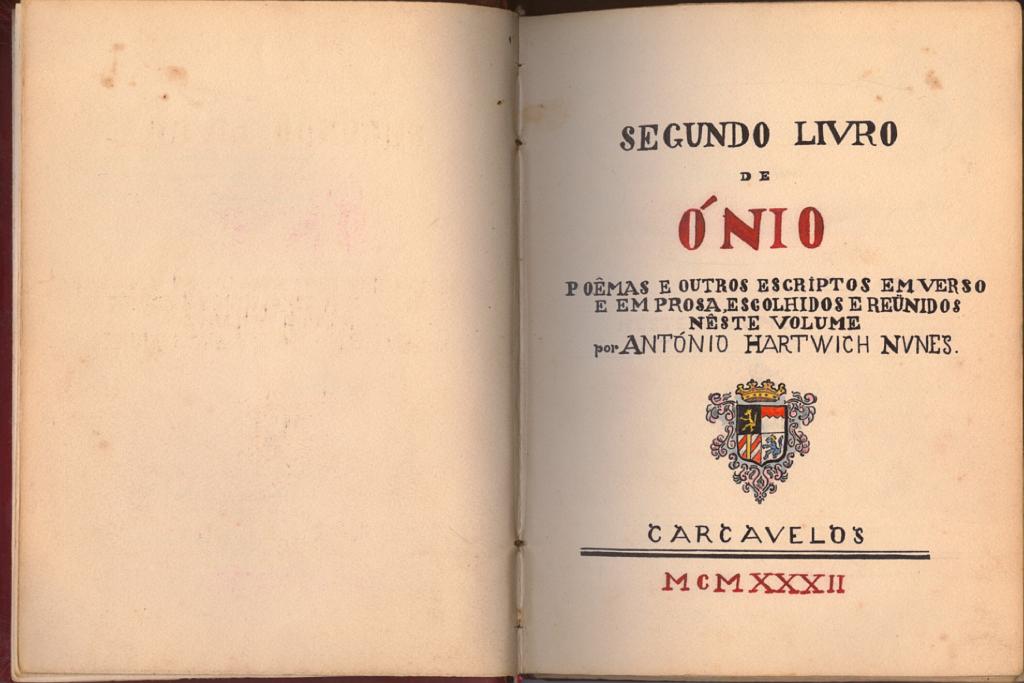 SEGUNDO LIVRO
DE
ÓNIO
POÊMAS E OUTROS ESCRIPTOS EM VERSO
E EM PROSA, ESCOLHIDOS E REÜNIDOS
NÊSTE VOLUME
por ANTÓNIO HARTWICH NVNES.
CARCAVELOS
MCMXXXII